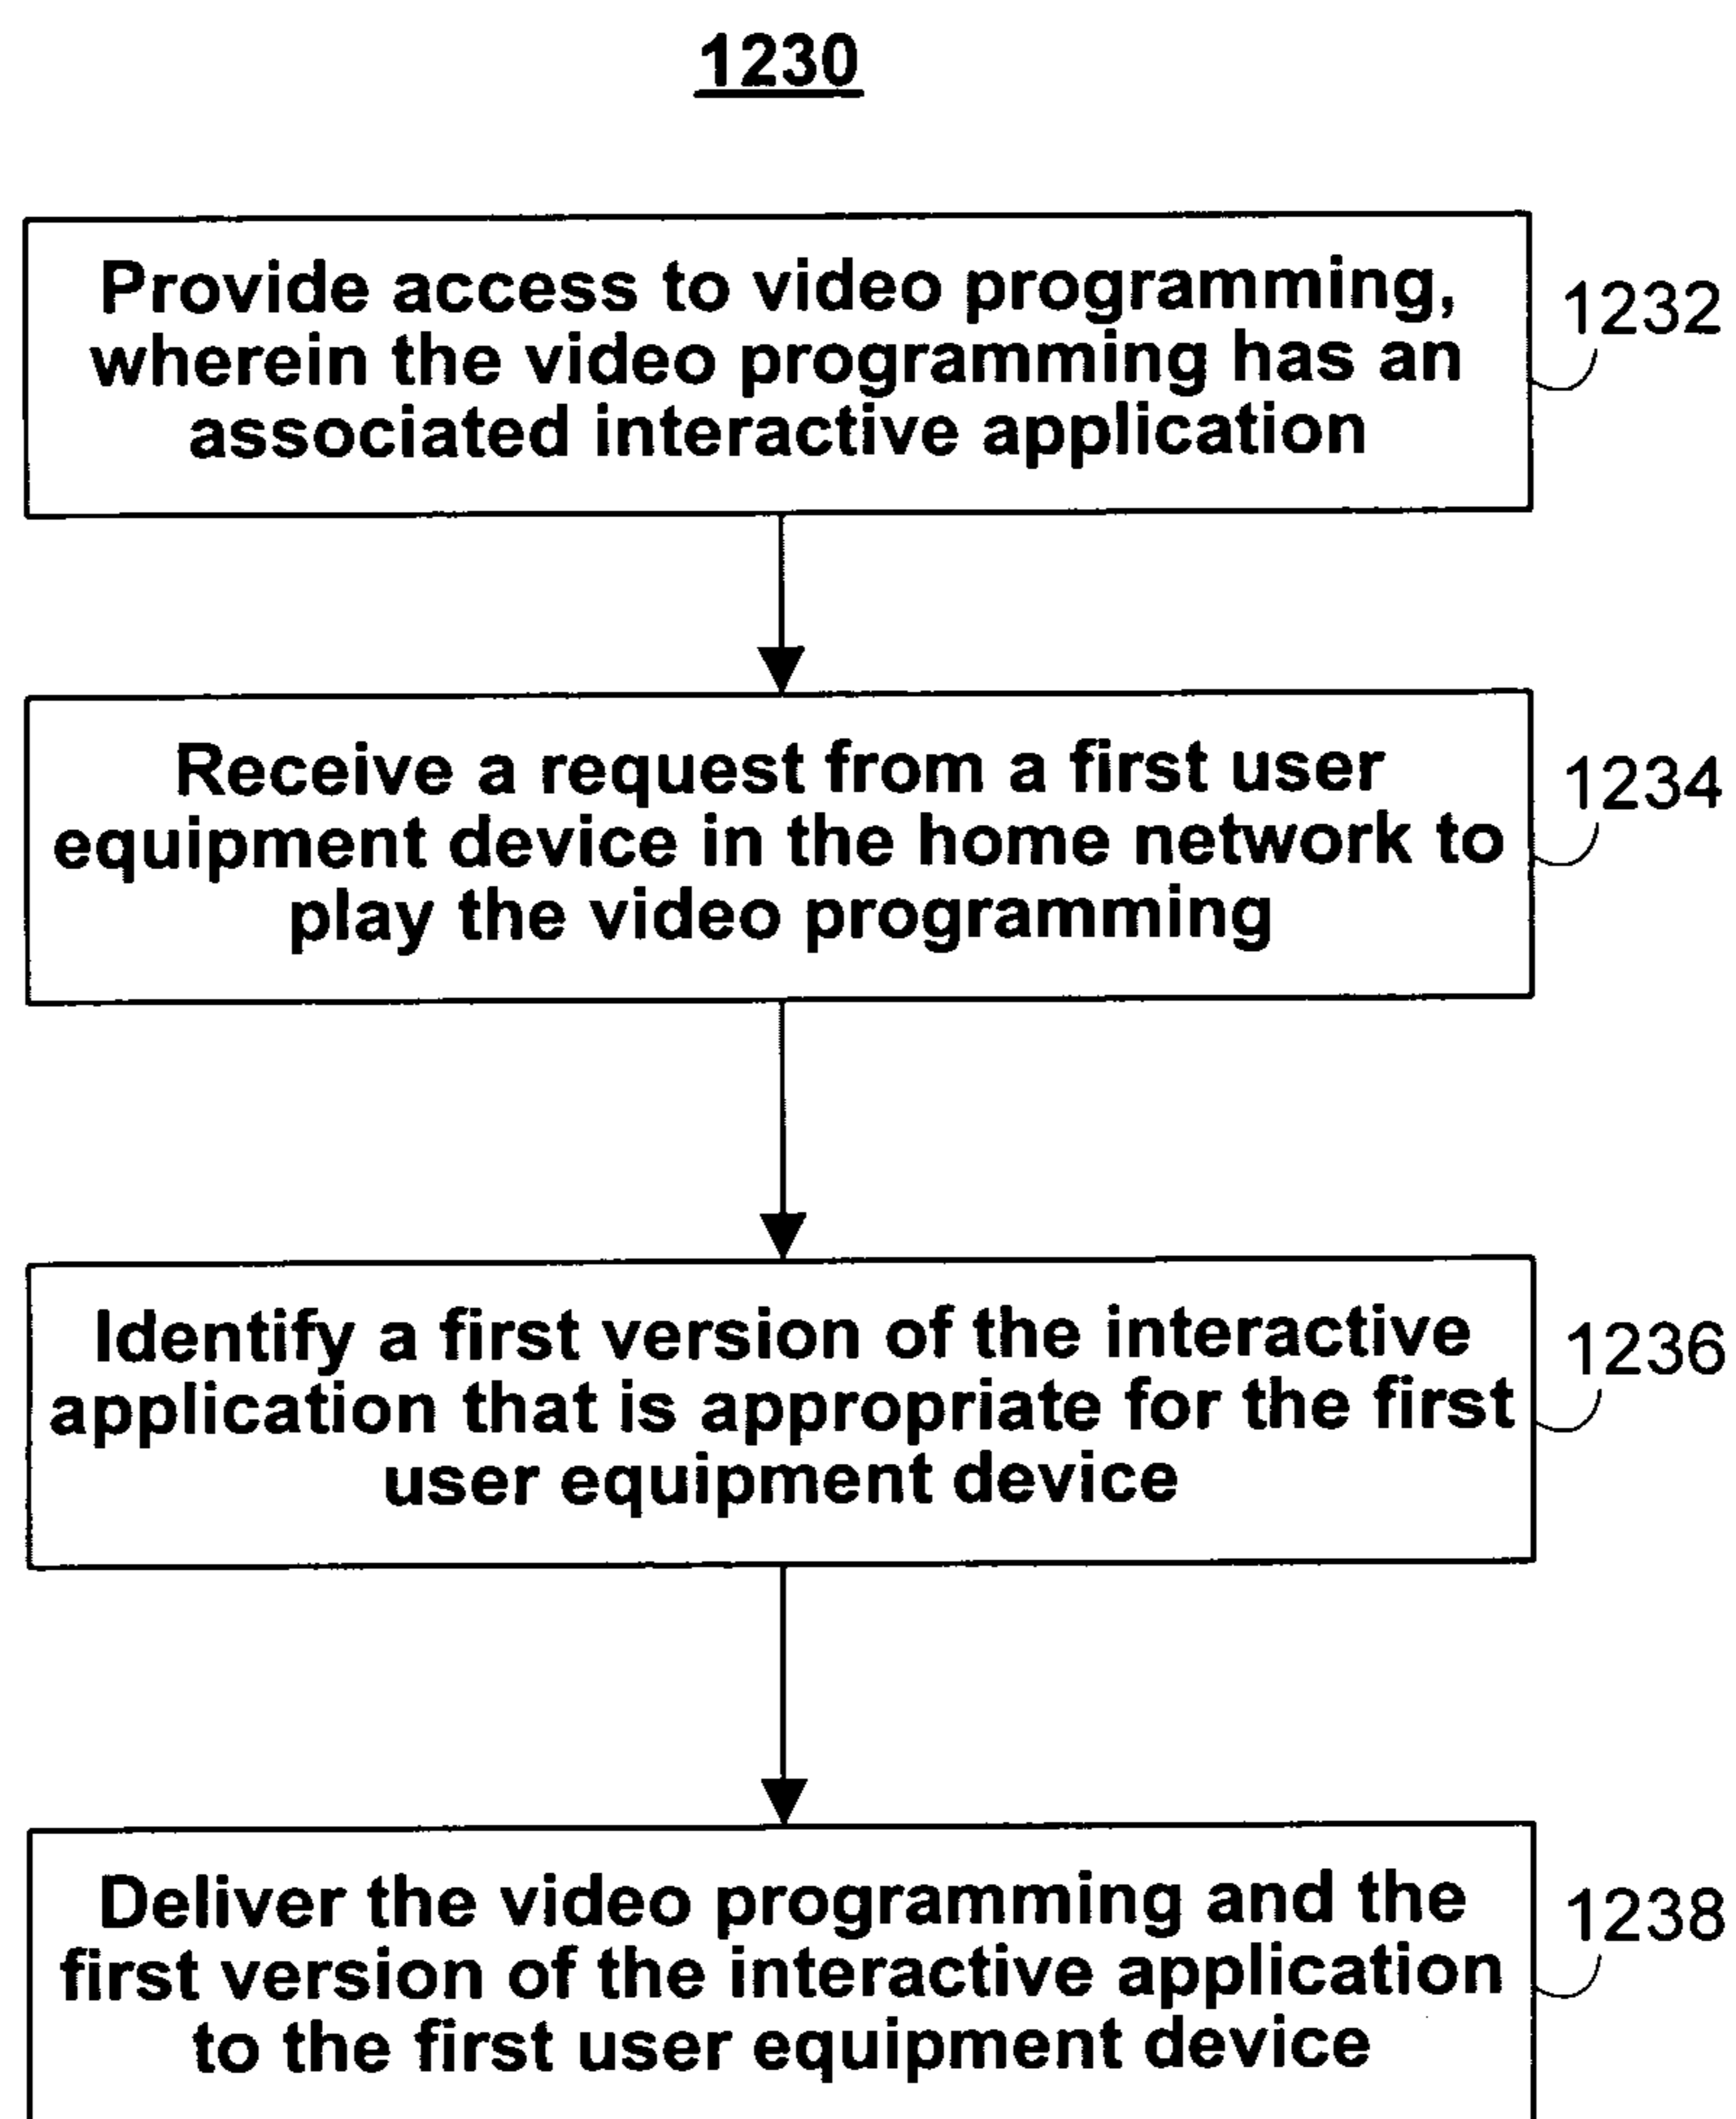 1230
Provide access to video programming,
wherein the video programming has an
associated interactive application
1232
Receive a request from a first user
equipment device in the home network to
play the video programming
1234
Identify a first version of the interactive
application that is appropriate for the first
user equipment device
1236
Deliver the video programming and the
first version of the interactive application
to the first user equipment device
1238